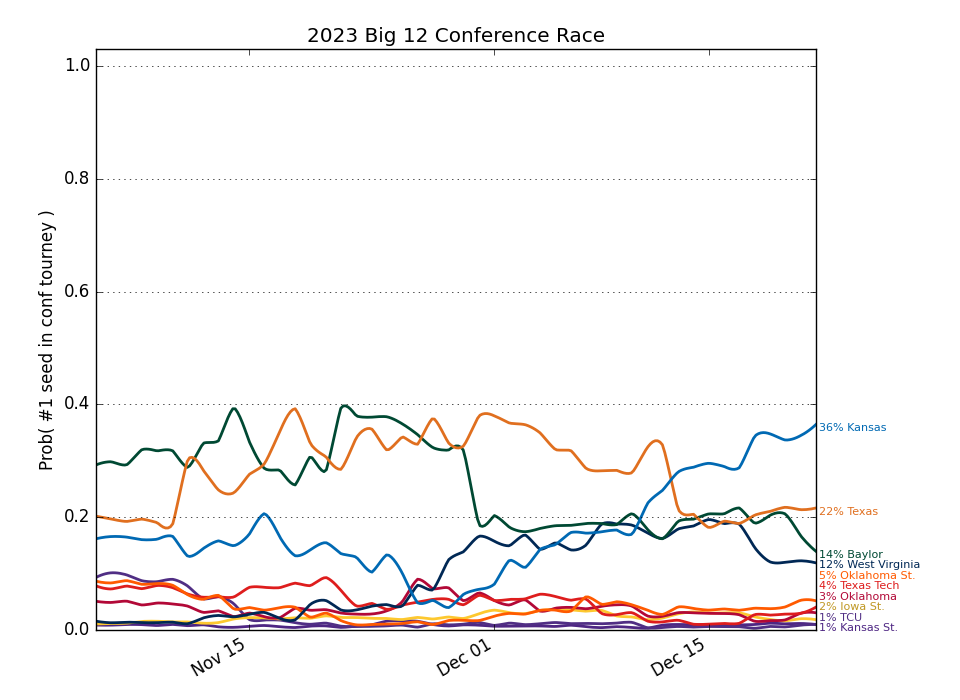 2023 Big 12 Conference Race
Prob( #1 seed in conf tourney )
1.0
0.8
0.6
0.4
0.2
0.0
Nov 15
Dec 01
Dec 15
36% Kansas
22% Texas
14% Baylor
12% West Virginia
5% Oklahoma St.
4% Texas Tech
3% Oklahoma
2% Iowa St.
1% TCU
1% Kansas St.